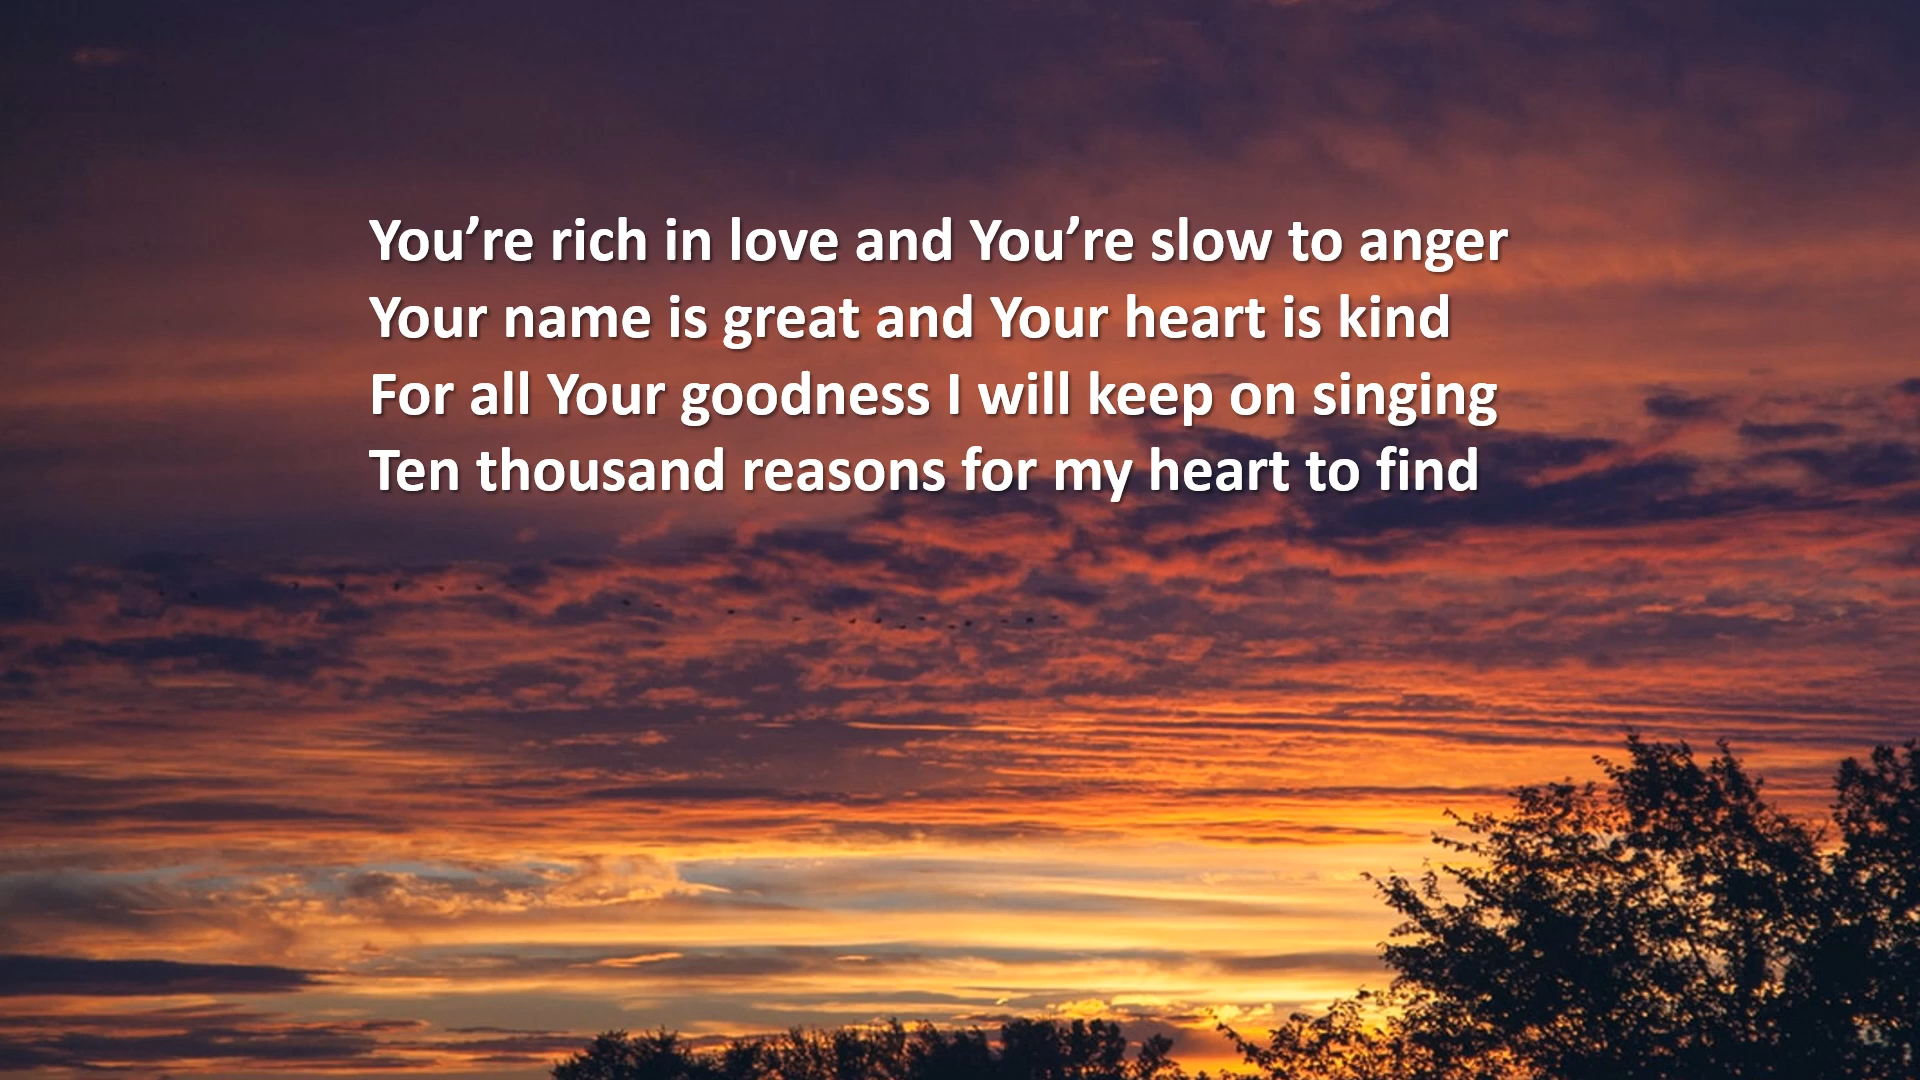 You’re rich in love and You’re slow to anger
Your name is great and Your heart is kind
For all Your goodness I will keep on singing
Ten thousand reasons for my heart to find